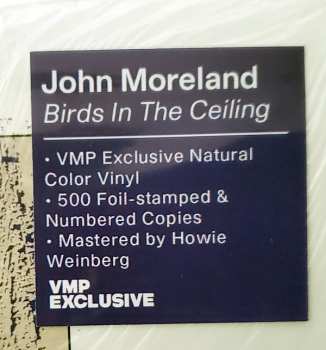 John Moreland
Birds In The Ceiling
• VMP Exclusive Natural
Color Vinyl
• 500 Foil-stamped &
Numbered Copies
• Mastered by Howie
Weinberg
VMP
EXCLUSIVE